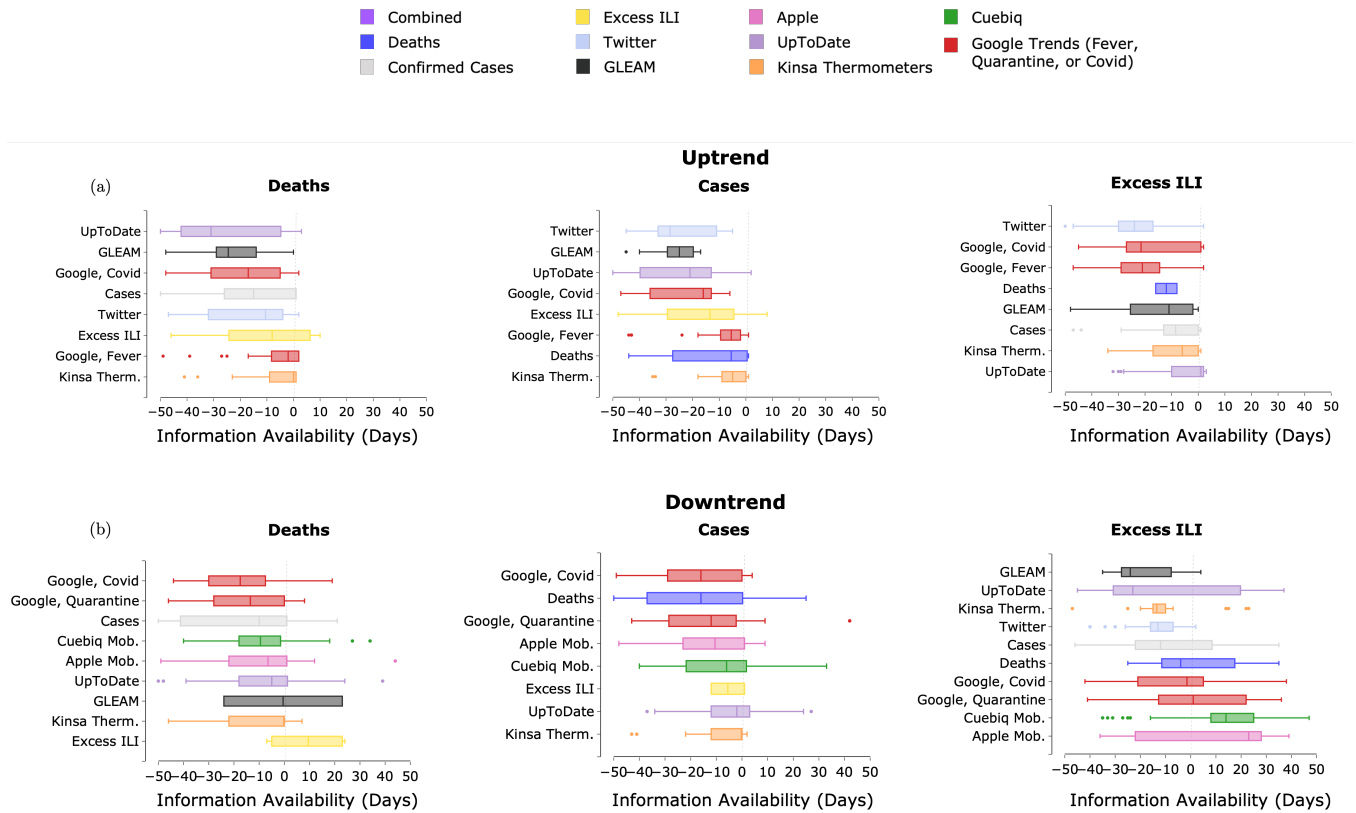 Combined
Deaths
Confirmed Cases
Excess ILI
Twitter
GLEAM
Apple
UpToDate
Kinsa Thermometers
Cuebiq
Google Trends (Fever,
Quarantine, or Covid)
Uptrend
(a)
Deaths
UpToDate
GLEAM
Google, Covid
Cases
Twitter
Excess ILI
Google, Fever
Kinsa Therm.
−50 −40 −30 −20 −10 0 10 20 30 40 50
Information Availability (Days)
Cases
Twitter
GLEAM
UpToDate
Google, Covid
Excess ILI
Google, Fever
Deaths
Kinsa Therm.
−50 −40 −30 −20 −10 0 10 20 30 40 50
Information Availability (Days)
Excess ILI
Twitter
Google, Covid
Google, Fever
Deaths
GLEAM
Cases
Kinsa Therm.
UpToDate
−50 −40 −30 −20 −10 0 10 20 30 40 50
Information Availability (Days)
Downtrend
(b)
Deaths
Google, Covid
Google, Quarantine
Cases
Cuebiq Mob.
Apple Mob.
UpToDate
GLEAM
Kinsa Therm.
Excess ILI
−50 −40 −30 −20 −10 0 10 20 30 40 50
Information Availability (Days)
Cases
Google, Covid
Deaths
Google, Quarantine
Apple Mob.
Cuebiq Mob.
Excess ILI
UpToDate
Kinsa Therm.
−50 −40 −30 −20 −10 0 10 20 30 40 50
Information Availability (Days)
Excess ILI
GLEAM
UpToDate
Kinsa Therm.
Twitter
Cases
Deaths
Google, Covid
Google, Quarantine
Cuebiq Mob.
Apple Mob.
−50 −40 −30 −20 −10 0 10 20 30 40 50
Information Availability (Days)